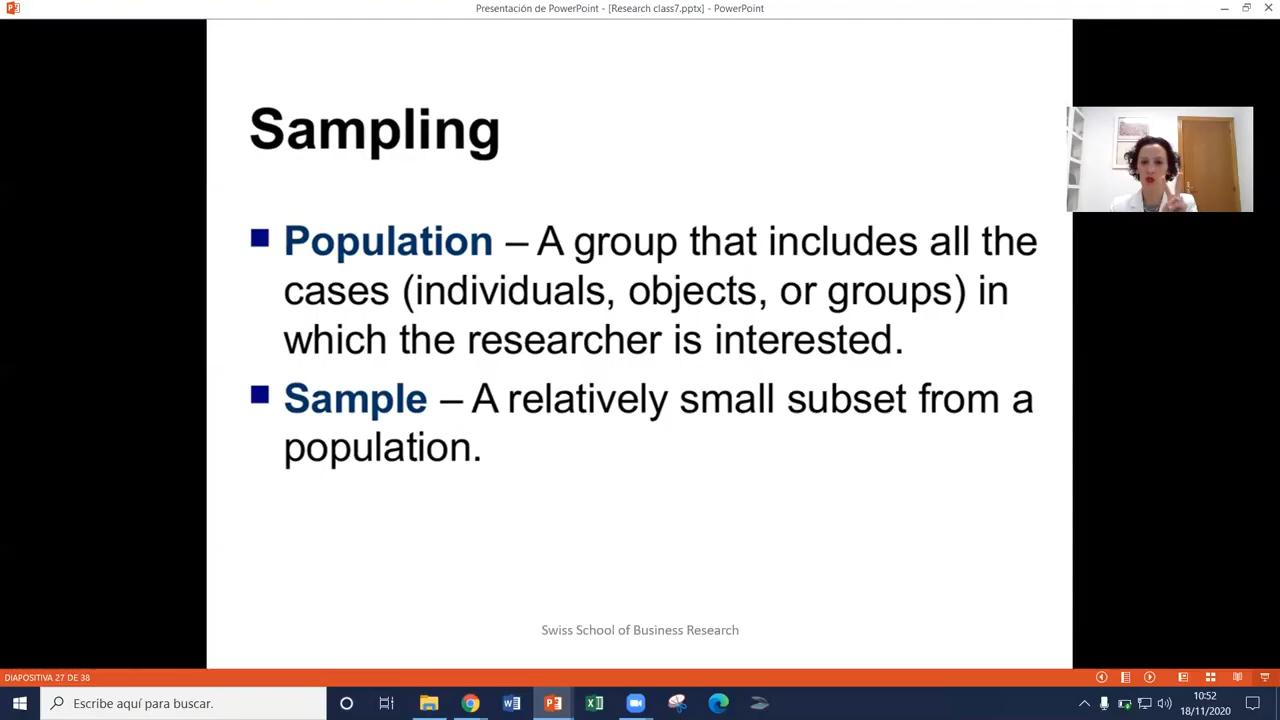 Presentación de PowerPoint - [Research class7.pptx] - PowerPoint
Sampling
Population – A group that includes all the
cases (individuals, objects, or groups) in
which the researcher is interested.
Sample – A relatively small subset from a
population.
Swiss School of Business Research
DIAPOSITIVA 27 DE 38
Escribe aquí para buscar.
10:52
18/11/2020